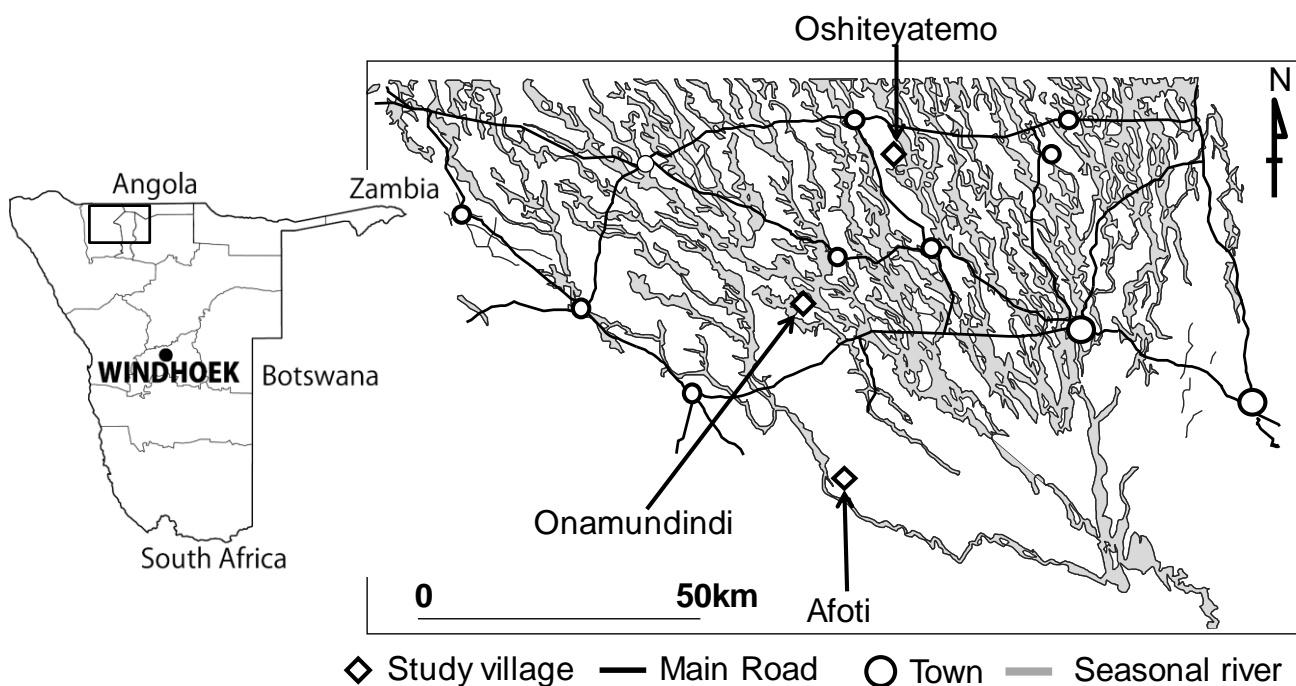 Oshiteyatemo
N
Angola
Zambia
WINDHOEK
Botswana
South Africa
Onamundindi
Afoti
0 50km
Study village Main Road Town Seasonal river